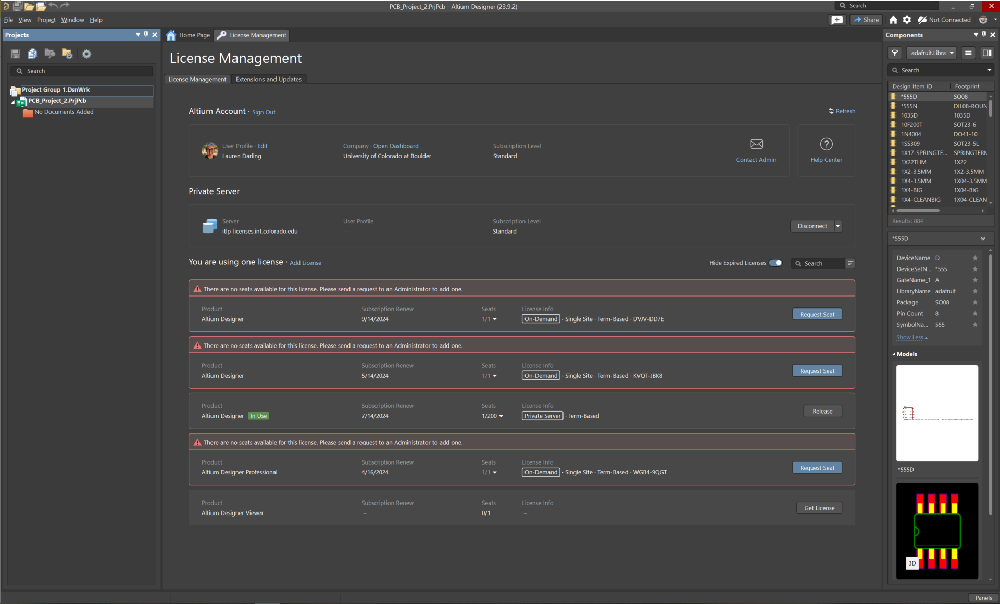 PCB_Project_2.PrjPcb - Altium Designer (23.9.2)
Search
File View Project Window Help
Share
Not Connected
Projects
Home Page
License Management
Components
adafruit.Libra
Search
Search
License Management
License Management
Extensions and Updates
Project Group 1.DsnWrk
PCB_Project_2.PrjPcb
No Documents Added
Altium Account · Sign Out
Refresh
User Profile · Edit
Lauren Darling
Company · Open Dashboard
University of Colorado at Boulder
Subscription Level
Standard
Contact Admin
Help Center
Private Server
Server
itlp-licenses.int.colorado.edu
User Profile
–
Subscription Level
Standard
Disconnect
You are using one license · Add License
Hide Expired Licenses
Search
There are no seats available for this license. Please send a request to an Administrator to add one.
Product Subscription Renew Seats License Info
Altium Designer 9/14/2024 1/1 On-Demand · Single Site · Term-Based · DVJV-DD7E
Request Seat
There are no seats available for this license. Please send a request to an Administrator to add one.
Product Subscription Renew Seats License Info
Altium Designer 5/14/2024 1/1 On-Demand · Single Site · Term-Based · KVQT-JBK8
Request Seat
Product Subscription Renew Seats License Info
Altium Designer In Use 7/14/2024 1/200 Private Server · Term-Based
Release
There are no seats available for this license. Please send a request to an Administrator to add one.
Product Subscription Renew Seats License Info
Altium Designer Professional 4/16/2024 1/1 On-Demand · Single Site · Term-Based · WGB4-9QGT
Request Seat
Product Subscription Renew Seats License Info
Altium Designer Viewer – 0/1 –
Get License
Design Item ID Footprint
*555D SO08
*555N DIL08-ROUN
1035D 1035D
10F200T SOT23-6
1N4004 DO41-10
1SS309 SOT23-5L
1X17-SPRINGTE... SPRINGTERM
1X22THM 1X22
1X2-3.5MM 1X2-3.5MM
1X4-3.5MM 1X04-3.5MM
1X4-BIG 1X04-BIG
1X4-CLEANBIG 1X04-CLEAN
Results: 884
*555D
DeviceName D
DeviceSetN... *555
GateName_1 A
LibraryName adafruit
Package SO08
Pin Count 8
SymbolNa... 555
Show Less
Models
*555D
3D
Panels